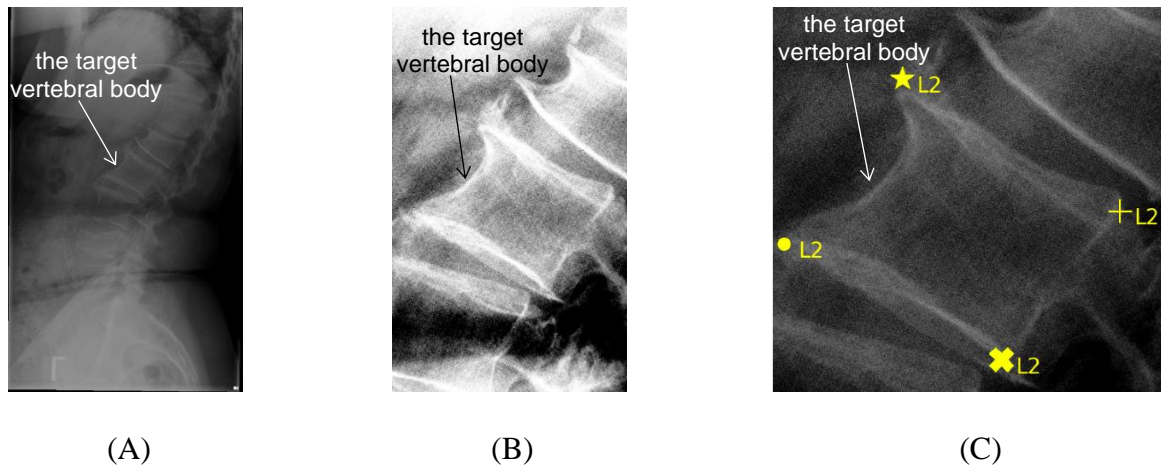 the target
vertebral body
the target
vertebral body
the target
vertebral body
L2
L2
L2
L2
(A)
(B)
(C)